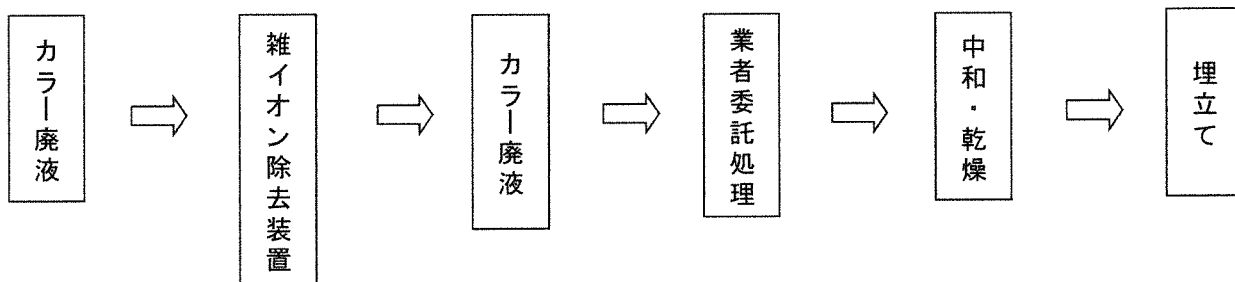 カラー廃液
雑イオン除去装置
カラー廃液
業者委託処理
中和・乾燥
埋立て